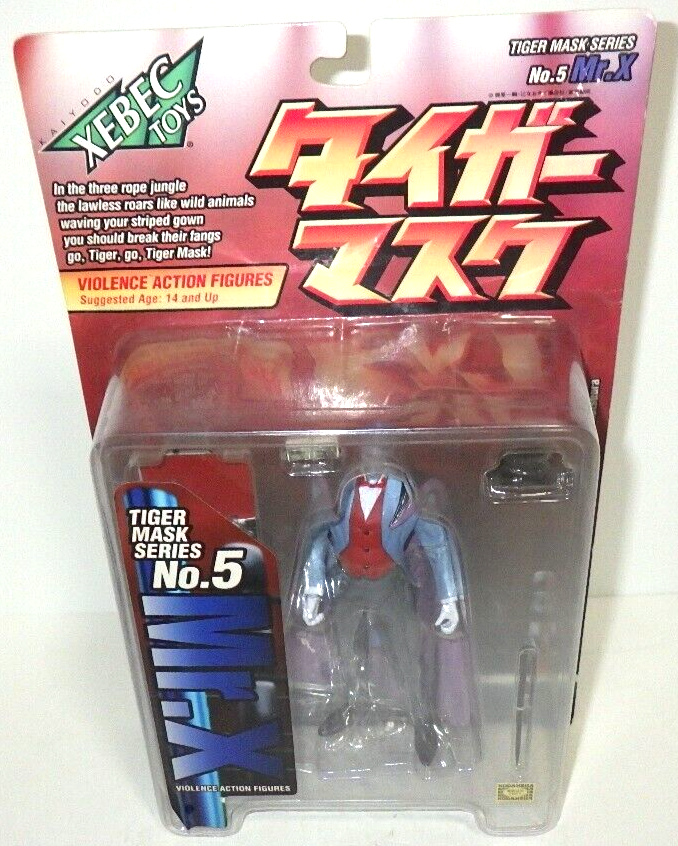 KAIYODO
XEBEC
TOYS
TIGER MASK SERIES
No.5 Mr.X
タイガー
マスク
In the three rope jungle
the lawless roars like wild animals
waving your striped gown
you should break their fangs
go, Tiger, go, Tiger Mask!
VIOLENCE ACTION FIGURES
Suggested Age: 14 and Up
TIGER
MASK
SERIES
No.5
Mr.X
VIOLENCE ACTION FIGURES